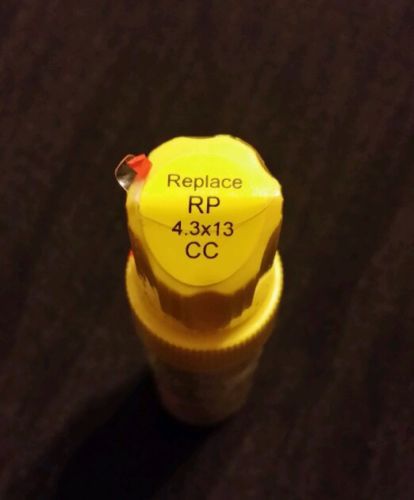 Replace
RP
4.3x13
CC